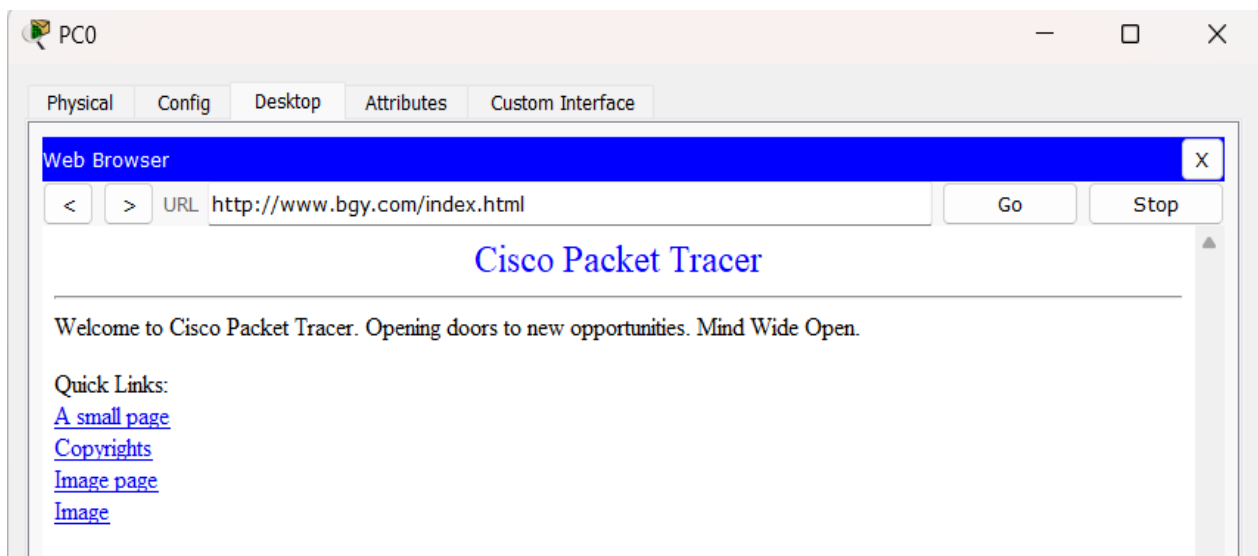 PC0
Physical Config Desktop Attributes Custom Interface
Web Browser X
< > URL http://www.bgy.com/index.html Go Stop
Cisco Packet Tracer
Welcome to Cisco Packet Tracer. Opening doors to new opportunities. Mind Wide Open.
Quick Links:
A small page
Copyrights
Image page
Image